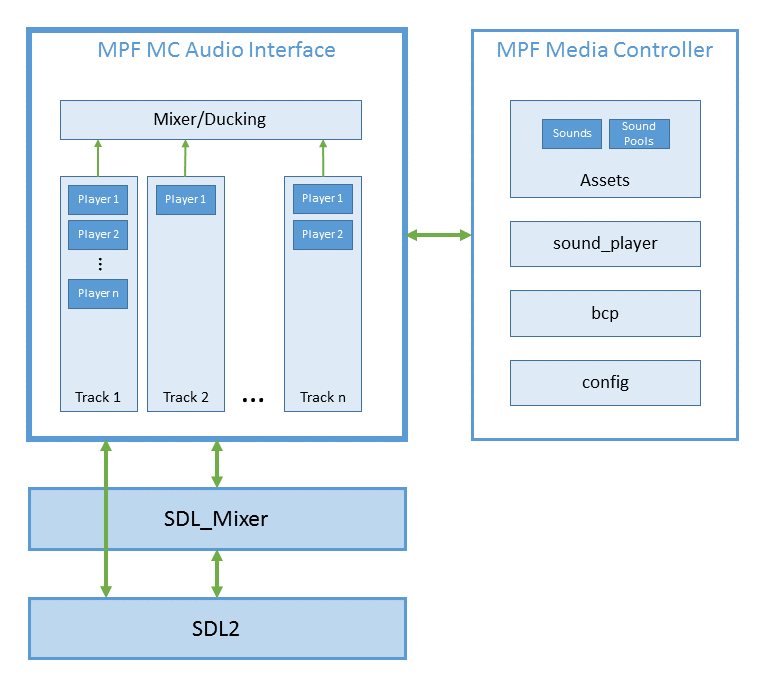 MPF MC Audio Interface
Mixer/Ducking
Player 1
Player 2
⋮
Player n
Track 1
Player 1
Track 2
...
Player 1
Player 2
Track n
MPF Media Controller
Sounds
Sound
Pools
Assets
sound_player
bcp
config
SDL_Mixer
SDL2